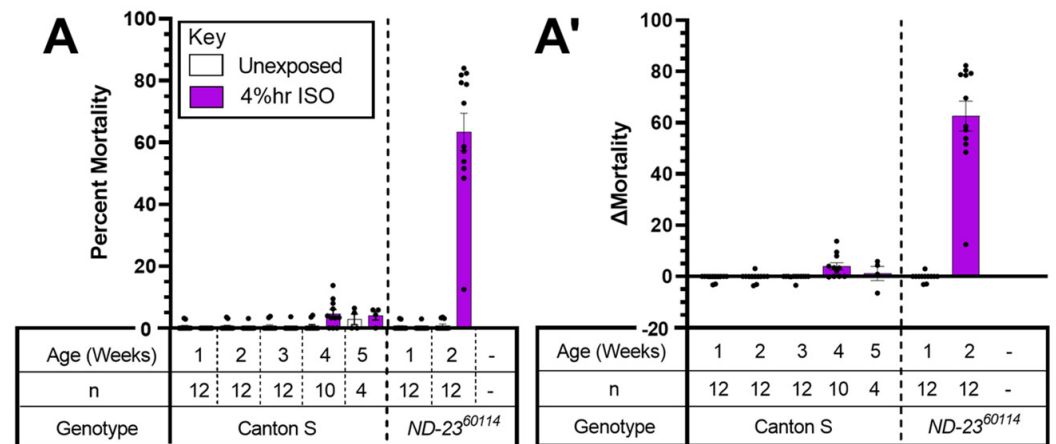 A
A'
Key
Unexposed
4%hr ISO
Percent Mortality
100
80
60
40
20
0
Age (Weeks) 1 2 3 4 5 1 2 -
n 12 12 12 10 4 12 12 -
Genotype Canton S ND-23⁶⁰¹¹⁴
ΔMortality
100
80
60
40
20
0
-20
Age (Weeks) 1 2 3 4 5 1 2 -
n 12 12 12 10 4 12 12 -
Genotype Canton S ND-23⁶⁰¹¹⁴